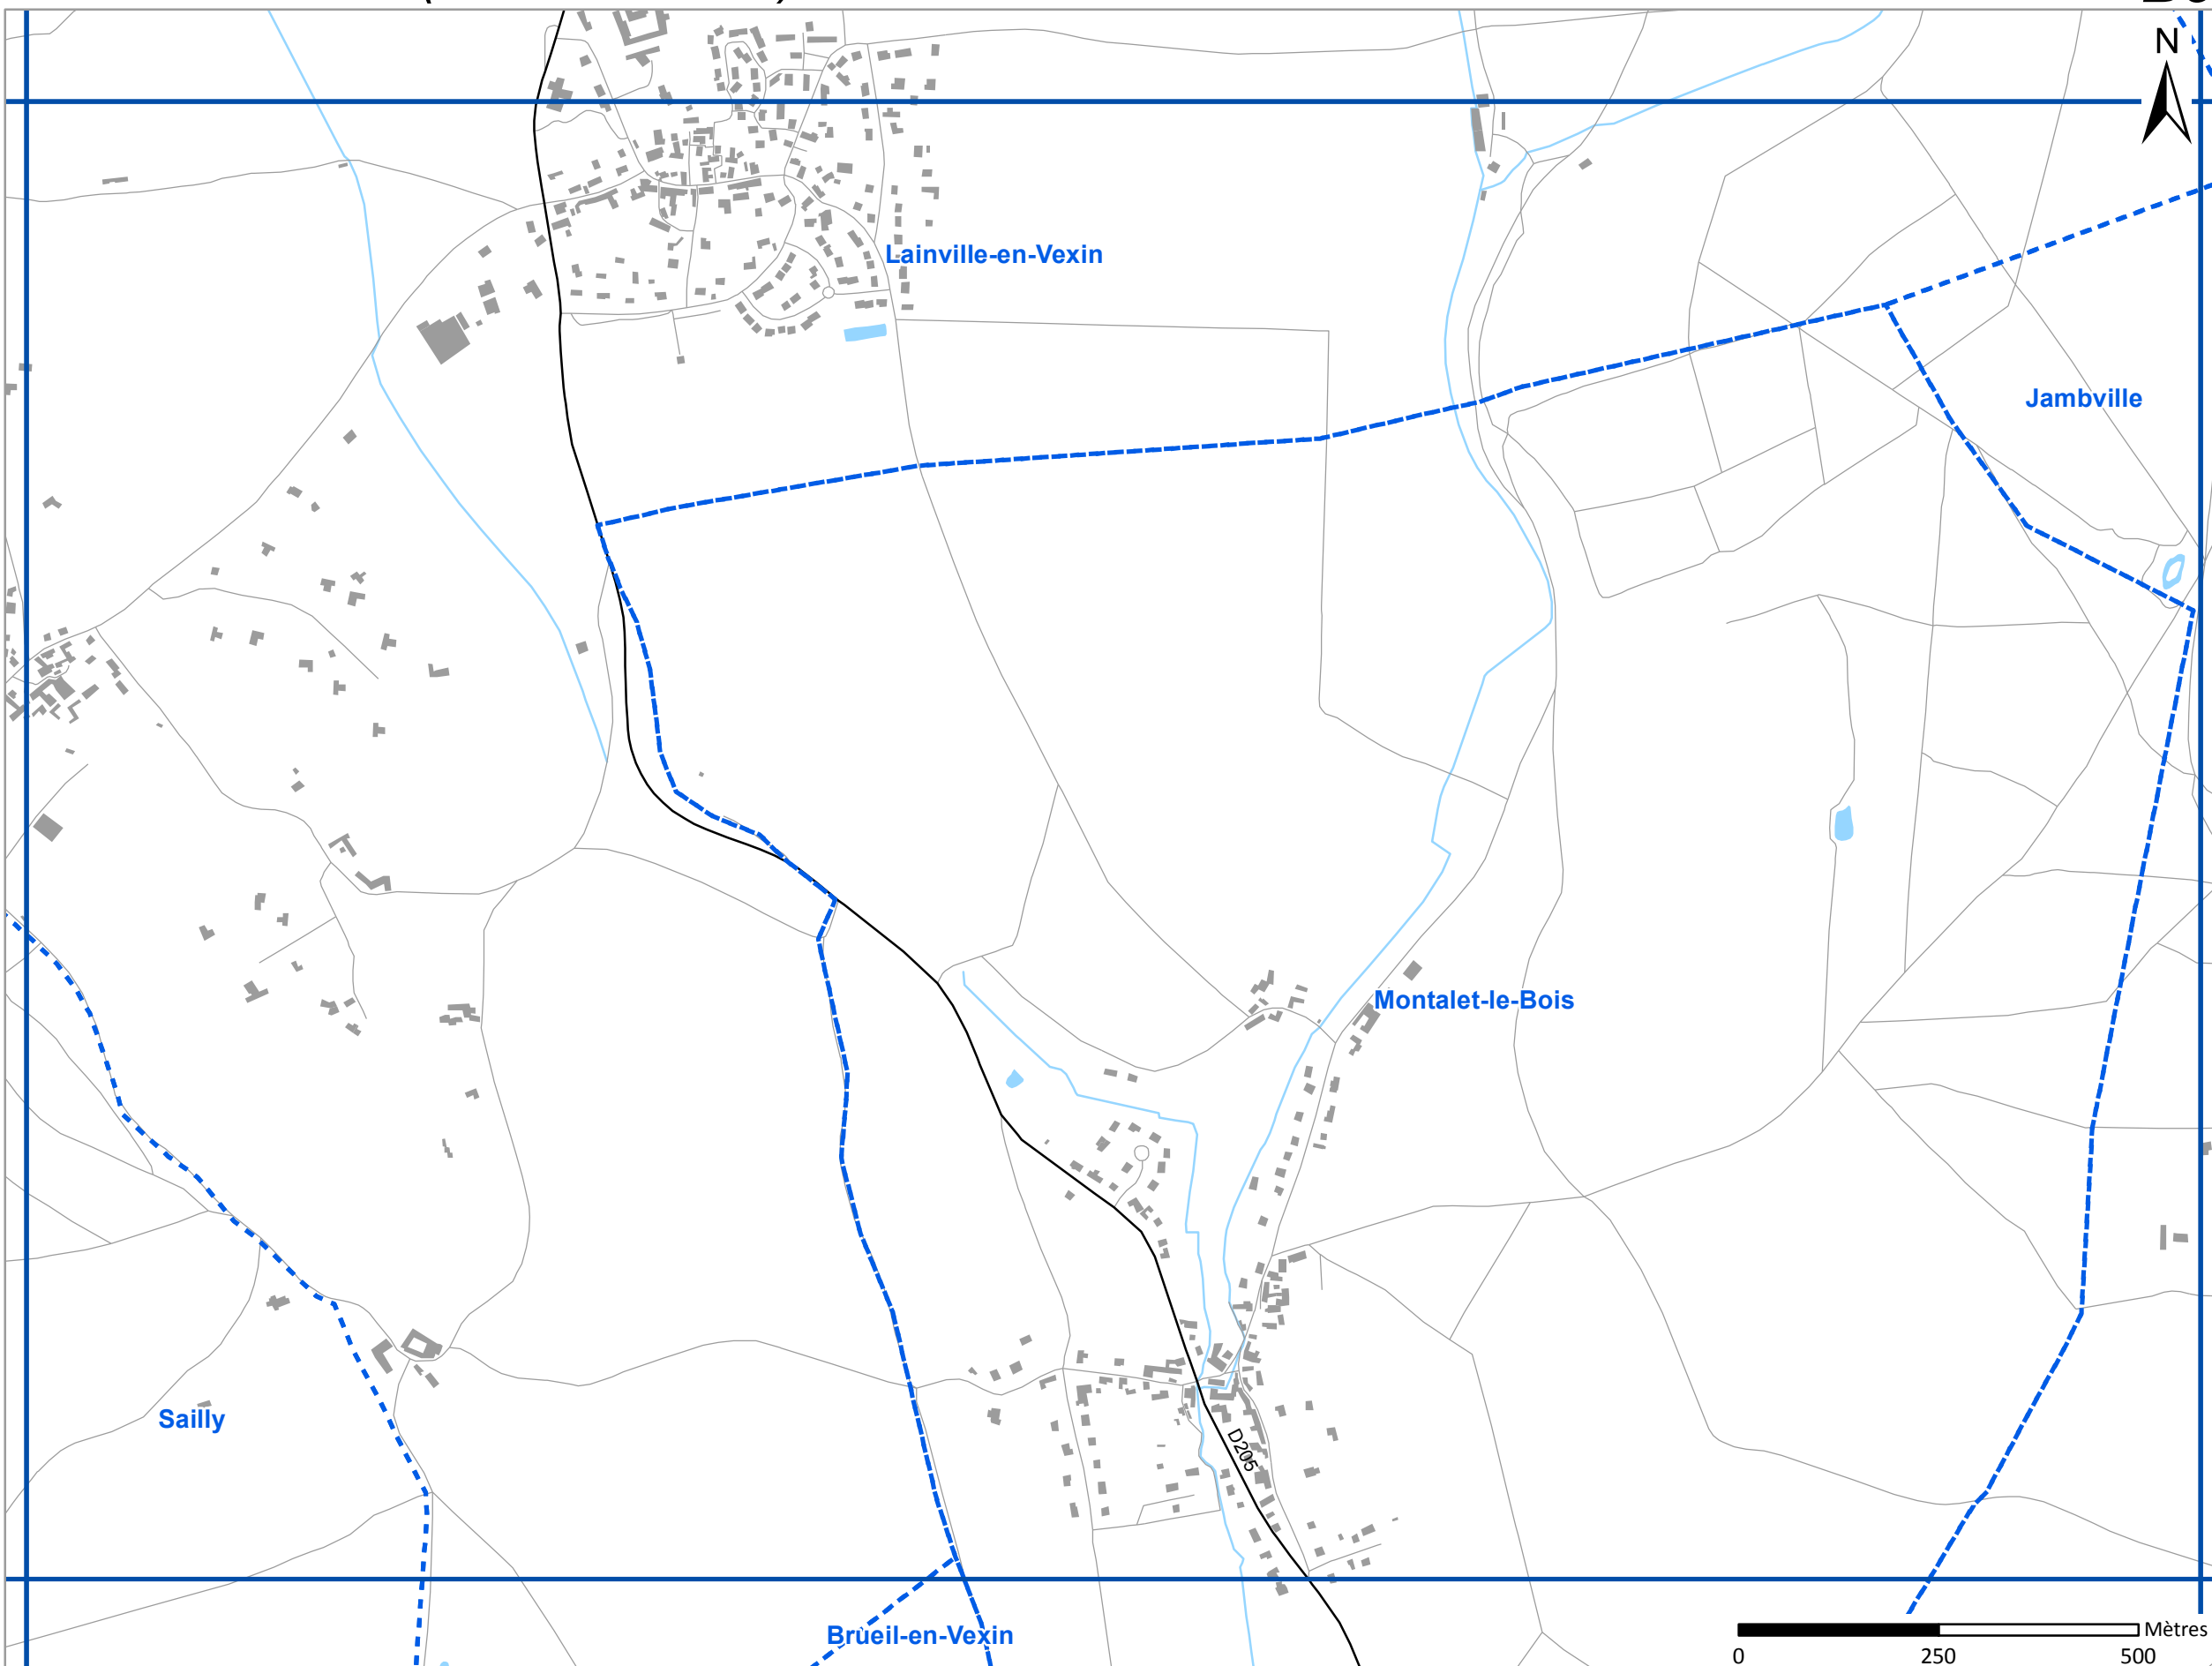 N
Lainville-en-Vexin
Jambville
Montalet-le-Bois
Sailly
D205
Brueil-en-Vexin
Mètres
0 250 500